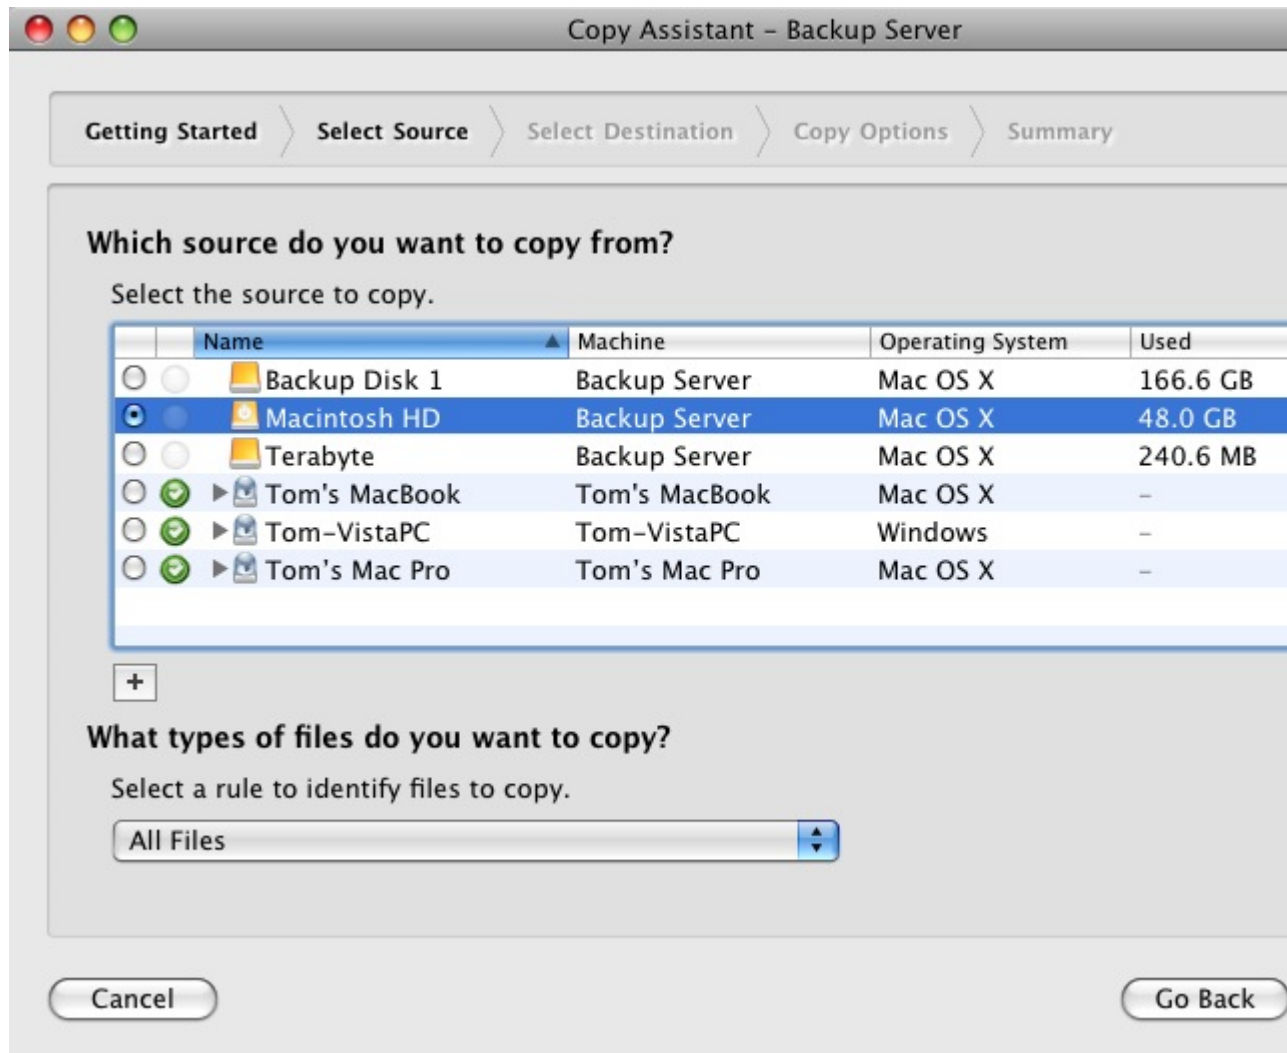 Copy Assistant – Backup Server
Getting Started Select Source Select Destination Copy Options Summary
Which source do you want to copy from?
Select the source to copy.
Name Machine Operating System Used
Backup Disk 1 Backup Server Mac OS X 166.6 GB
Macintosh HD Backup Server Mac OS X 48.0 GB
Terabyte Backup Server Mac OS X 240.6 MB
Tom's MacBook Tom's MacBook Mac OS X –
Tom–VistaPC Tom–VistaPC Windows –
Tom’s Mac Pro Tom’s Mac Pro Mac OS X –
+
What types of files do you want to copy?
Select a rule to identify files to copy.
All Files
Cancel Go Back